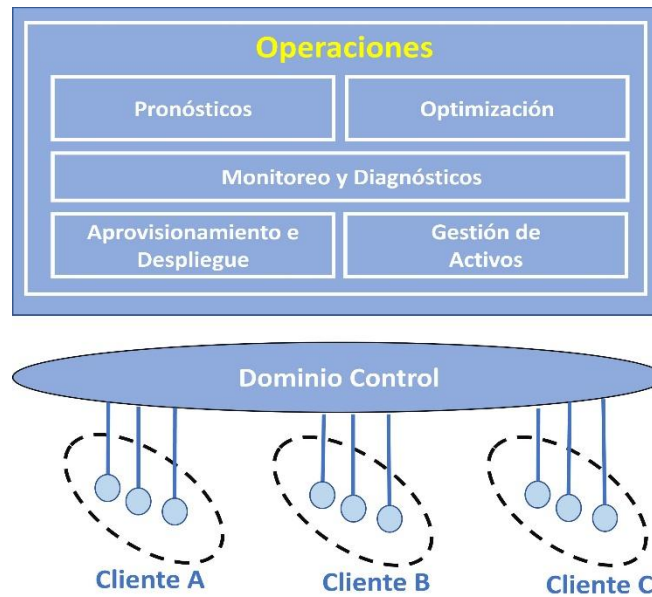 Operaciones
Pronósticos
Optimización
Monitoreo y Diagnósticos
Aprovisionamiento e
Despliegue
Gestión de
Activos
Dominio Control
Cliente A
Cliente B
Cliente C